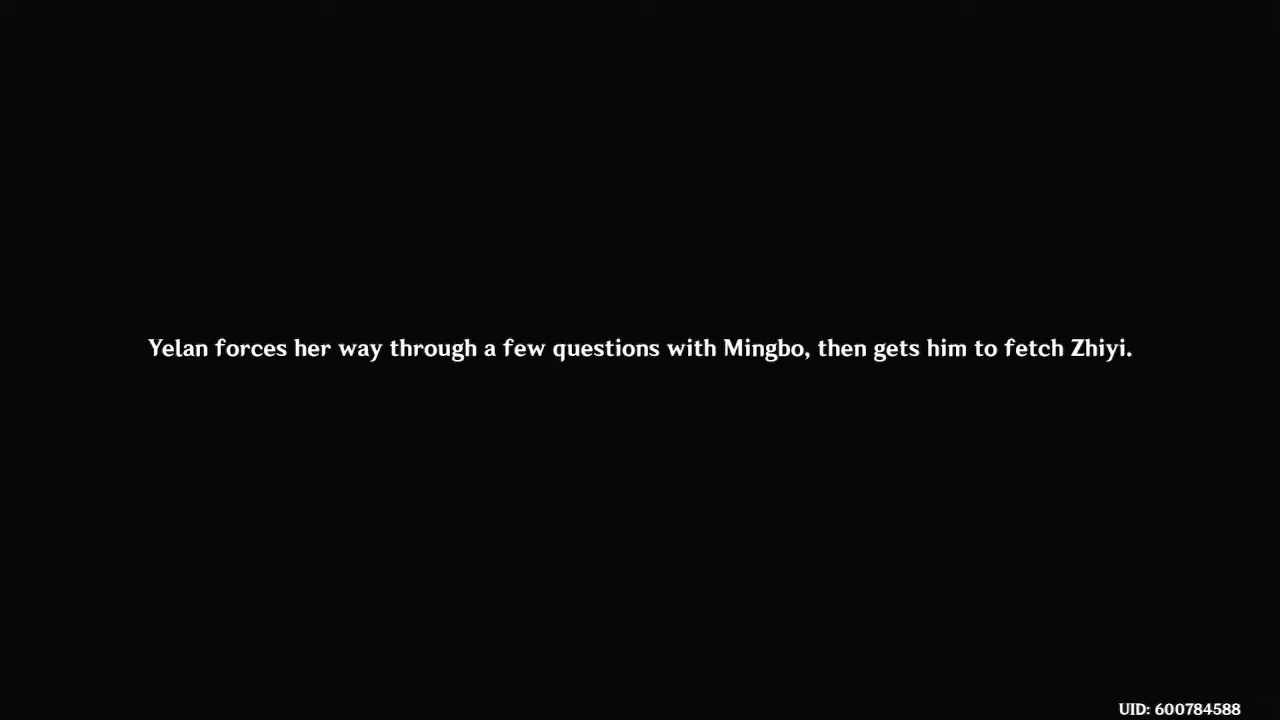 Yelan forces her way through a few questions with Mingbo, then gets him to fetch Zhiyi.
UID: 600784588